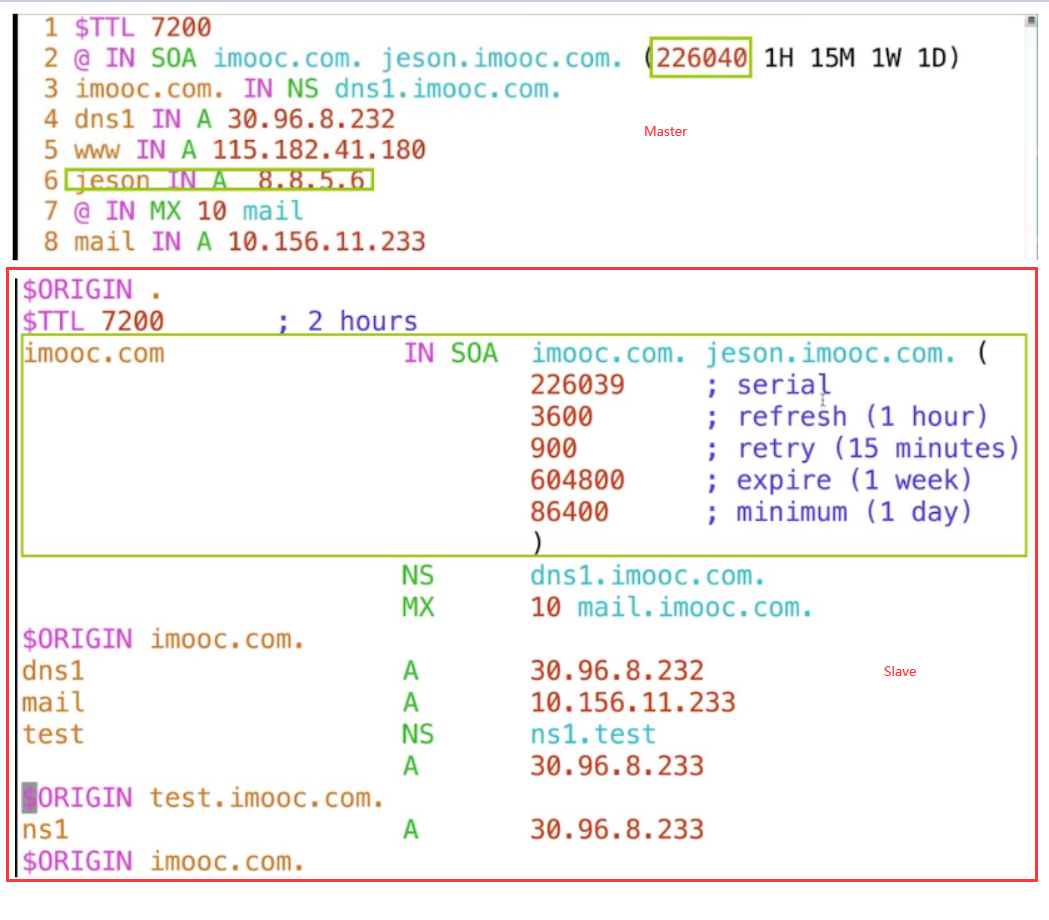 1 $TTL 7200
2 @ IN SOA imooc.com. jeson.imooc.com. (226040 1H 15M 1W 1D)
3 imooc.com. IN NS dns1.imooc.com.
4 dns1 IN A 30.96.8.232
Master
5 www IN A 115.182.41.180
6 jeson IN A 8.8.5.6
7 @ IN MX 10 mail
8 mail IN A 10.156.11.233
$ORIGIN .
$TTL 7200 ; 2 hours
imooc.com IN SOA imooc.com. jeson.imooc.com. (
226039 ; serial
3600 ; refresh (1 hour)
900 ; retry (15 minutes)
604800 ; expire (1 week)
86400 ; minimum (1 day)
)
NS dns1.imooc.com.
MX 10 mail.imooc.com.
$ORIGIN imooc.com.
dns1 A 30.96.8.232
Slave
mail A 10.156.11.233
test NS ns1.test
A 30.96.8.233
$ORIGIN test.imooc.com.
ns1 A 30.96.8.233
$ORIGIN imooc.com.